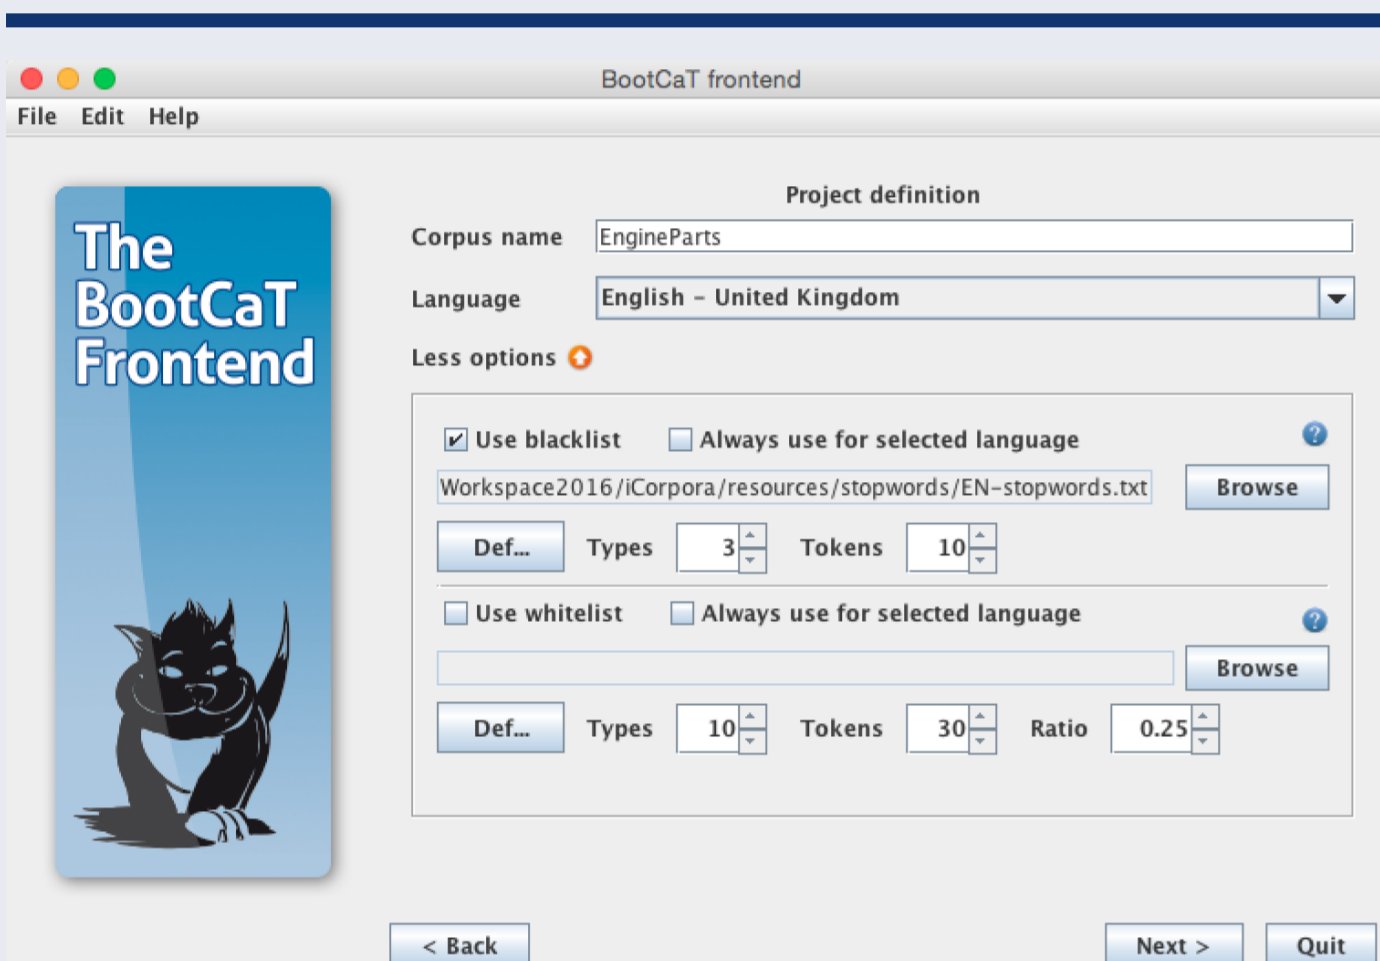 BootCaT frontend
File Edit Help
The
BootCaT
Frontend
Project definition
Corpus name EngineParts
Language English – United Kingdom
Less options
Use blacklist Always use for selected language ?
Workspace2016/iCorpora/resources/stopwords/EN-stopwords.txt Browse
Def... Types 3 Tokens 10
Use whitelist Always use for selected language ?
Browse
Def... Types 10 Tokens 30 Ratio 0.25
< Back Next > Quit